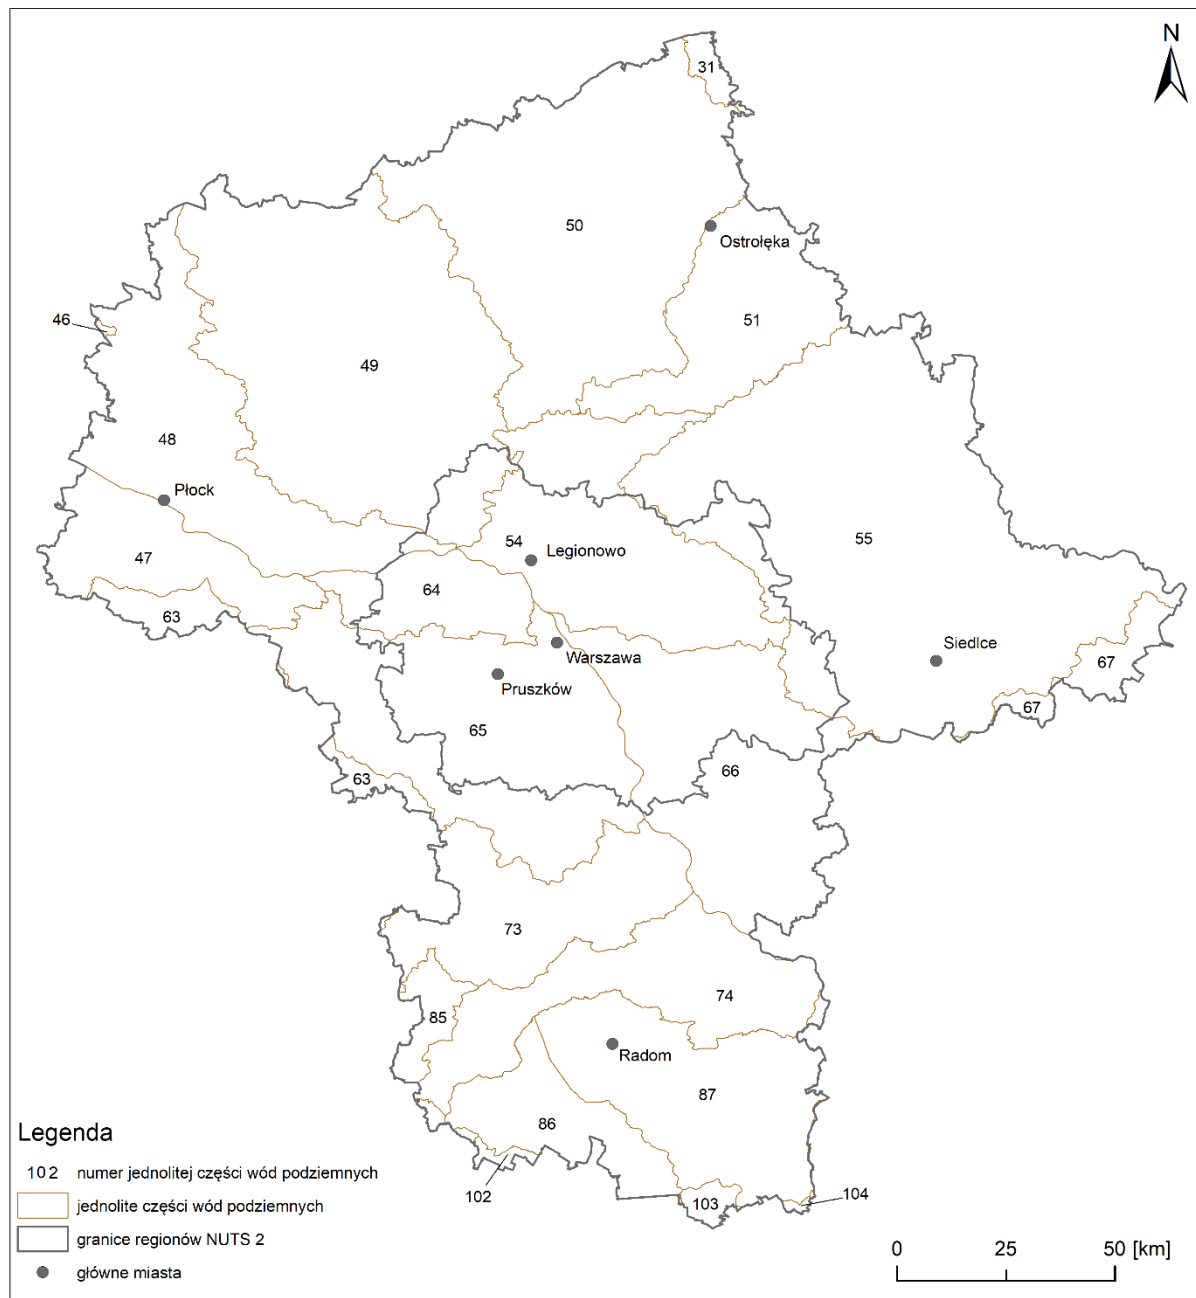 N
31
50
Ostrołęka
46
51
49
48
Płock
54
Legionowo
55
47
64
63
Warszawa
Siedlce
67
Pruszków
67
65
66
63
73
74
85
Radom
87
86
102
103
104
Legenda
102 numer jednolitej części wód podziemnych
jednolite części wód podziemnych
granice regionów NUTS 2
główne miasta
0 25 50 [km]